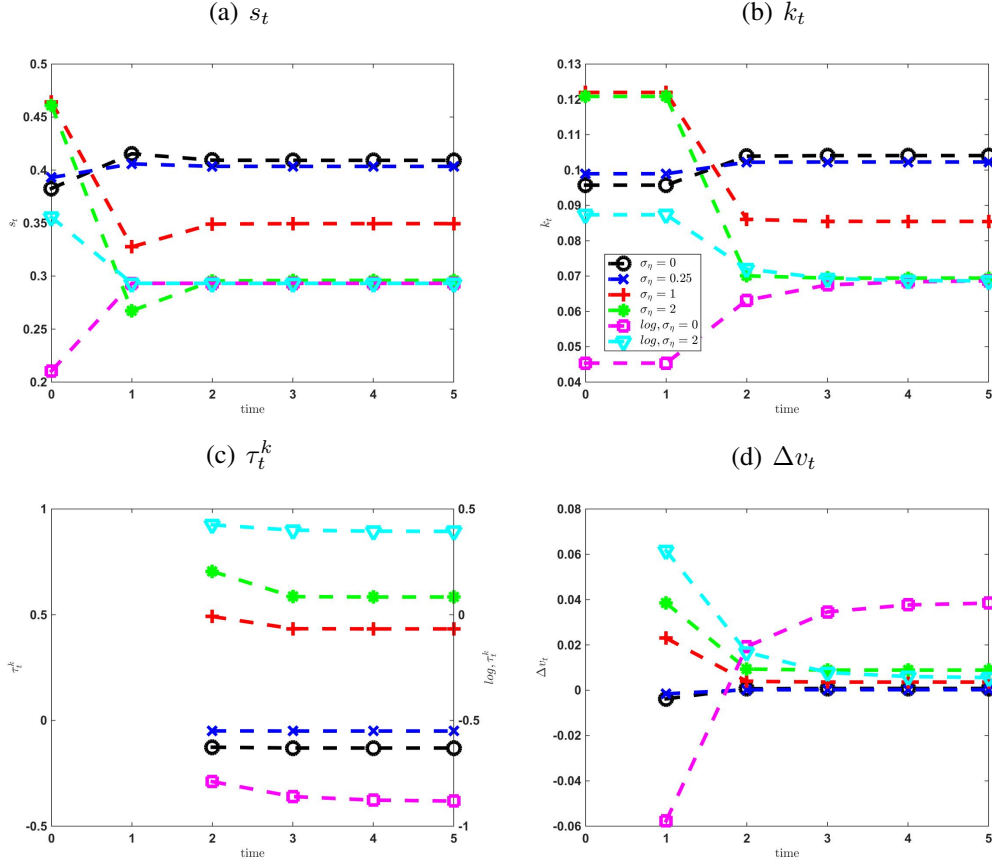 (a) s_t
0.5
0.45
0.4
0.35
0.3
0.25
0.2
s_t
0 1 2 3 4 5
time
(b) k_t
0.13
0.12
0.11
0.1
0.09
0.08
0.07
0.06
0.05
0.04
k_t
σ_η = 0
σ_η = 0.25
σ_η = 1
σ_η = 2
log, σ_η = 0
log, σ_η = 2
0 1 2 3 4 5
time
(c) τ_t^k
1
0.5
0
-0.5
τ_t^k
0.5
0
-0.5
-1
log, τ_t^k
0 1 2 3 4 5
time
(d) Δv_t
0.08
0.06
0.04
0.02
0
-0.02
-0.04
-0.06
Δv_t
0 1 2 3 4 5
time